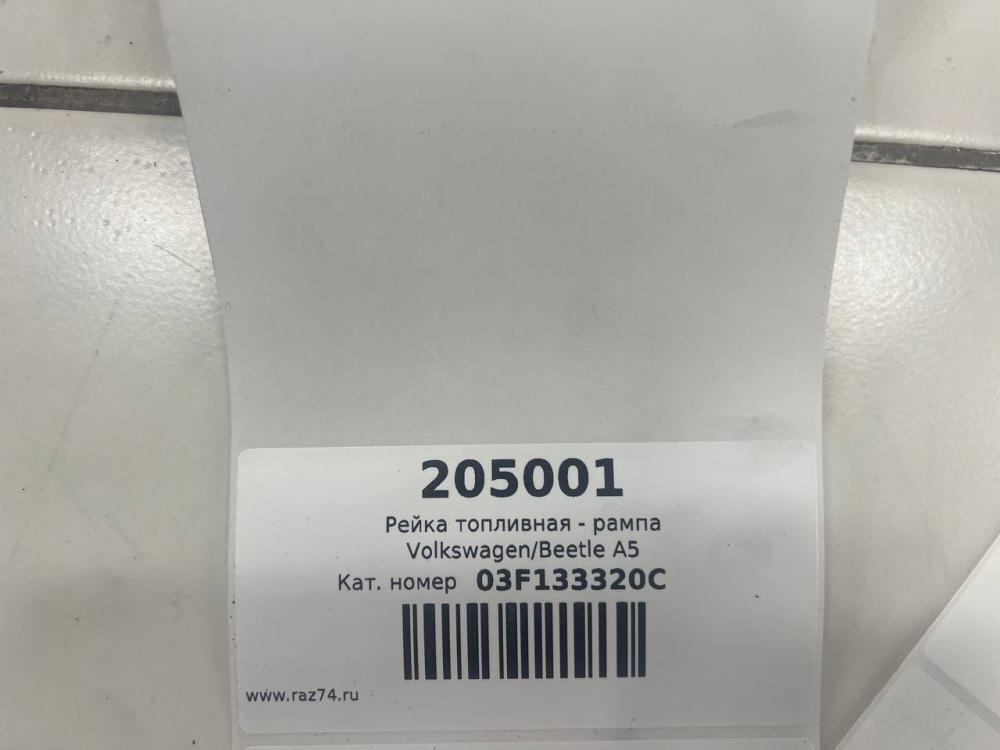 205001
Рейка топливная - рампа
Volkswagen/Beetle A5
Кат. номер 03F133320C
www.raz74.ru